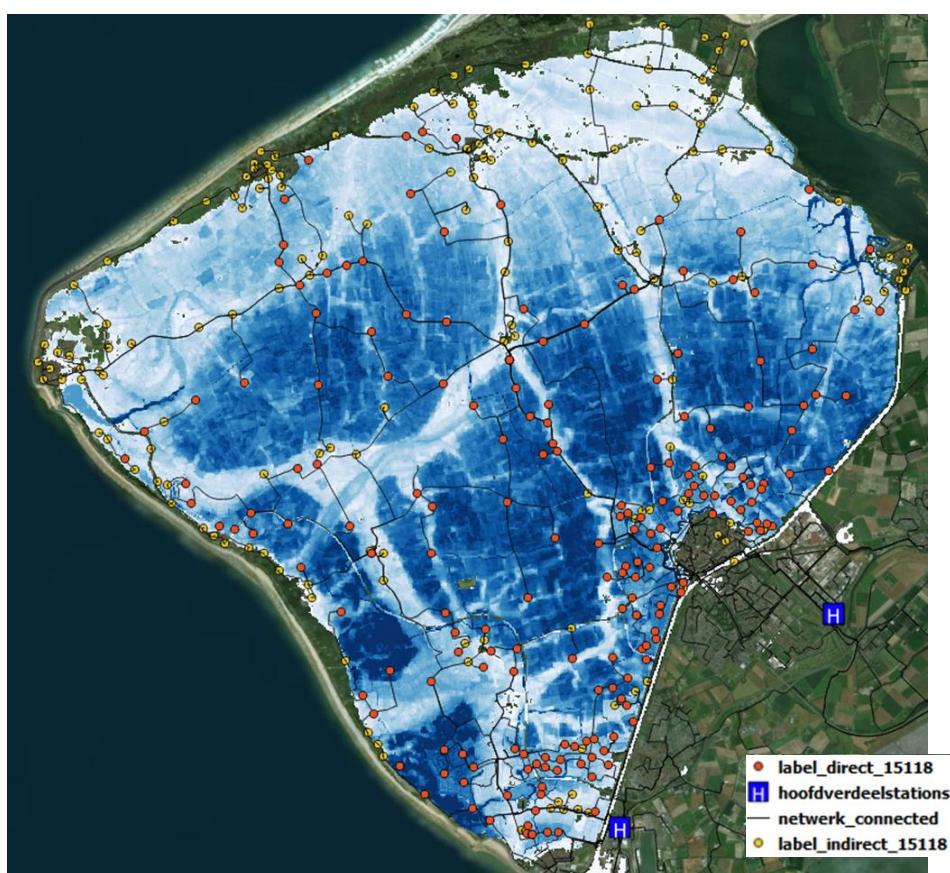 H
H
label_direct_15118
H hoofdverdeelstations
netwerk_connected
label_indirect_15118